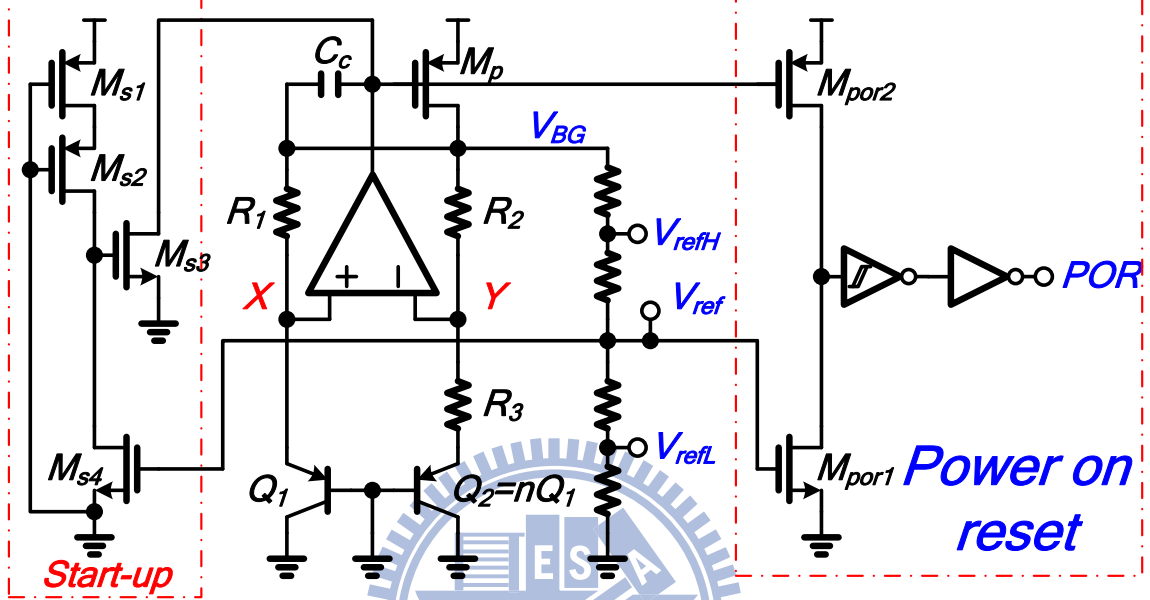 Cc
Mp
Ms1
Mpor2
VBG
Ms2
R1
R2
VrefH
Ms3
+
X
Y
Vref
POR
R3
VrefL
Ms4
Q1
Q2=nQ1
Mpor1
Power on
reset
Start-up
E S A